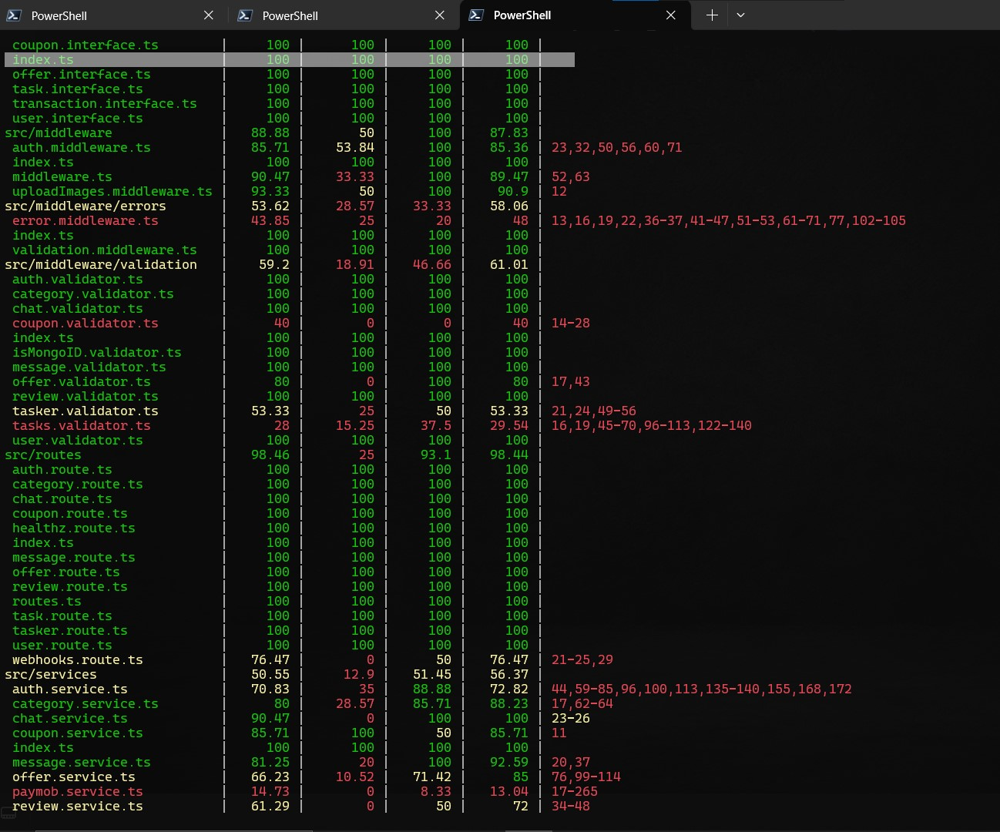 PowerShell PowerShell PowerShell
coupon.interface.ts | 100 | 100 | 100 | 100 |
index.ts | 100 | 100 | 100 | 100 |
offer.interface.ts | 100 | 100 | 100 | 100 |
task.interface.ts | 100 | 100 | 100 | 100 |
transaction.interface.ts | 100 | 100 | 100 | 100 |
user.interface.ts | 100 | 100 | 100 | 100 |
src/middleware | 88.88 | 50 | 100 | 87.83 |
auth.middleware.ts | 85.71 | 53.84 | 100 | 85.36 | 23,32,50,56,60,71
index.ts | 100 | 100 | 100 | 100 |
middleware.ts | 90.47 | 33.33 | 100 | 89.47 | 52,63
uploadImages.middleware.ts | 93.33 | 50 | 100 | 90.9 | 12
src/middleware/errors | 53.62 | 28.57 | 33.33 | 58.06 |
error.middleware.ts | 43.85 | 25 | 20 | 48 | 13,16,19,22,36-37,41-47,51-53,61-71,77,102-105
index.ts | 100 | 100 | 100 | 100 |
validation.middleware.ts | 100 | 100 | 100 | 100 |
src/middleware/validation | 59.2 | 18.91 | 46.66 | 61.01 |
auth.validator.ts | 100 | 100 | 100 | 100 |
category.validator.ts | 100 | 100 | 100 | 100 |
chat.validator.ts | 100 | 100 | 100 | 100 |
coupon.validator.ts | 40 | 0 | 0 | 40 | 14-28
index.ts | 100 | 100 | 100 | 100 |
isMongoID.validator.ts | 100 | 100 | 100 | 100 |
message.validator.ts | 100 | 100 | 100 | 100 |
offer.validator.ts | 80 | 0 | 100 | 80 | 17,43
review.validator.ts | 100 | 100 | 100 | 100 |
tasker.validator.ts | 53.33 | 25 | 50 | 53.33 | 21,24,49-56
tasks.validator.ts | 28 | 15.25 | 37.5 | 29.54 | 16,19,45-70,96-113,122-140
user.validator.ts | 100 | 100 | 100 | 100 |
src/routes | 98.46 | 25 | 93.1 | 98.44 |
auth.route.ts | 100 | 100 | 100 | 100 |
category.route.ts | 100 | 100 | 100 | 100 |
chat.route.ts | 100 | 100 | 100 | 100 |
coupon.route.ts | 100 | 100 | 100 | 100 |
healthz.route.ts | 100 | 100 | 100 | 100 |
index.ts | 100 | 100 | 100 | 100 |
message.route.ts | 100 | 100 | 100 | 100 |
offer.route.ts | 100 | 100 | 100 | 100 |
review.route.ts | 100 | 100 | 100 | 100 |
routes.ts | 100 | 100 | 100 | 100 |
task.route.ts | 100 | 100 | 100 | 100 |
tasker.route.ts | 100 | 100 | 100 | 100 |
user.route.ts | 100 | 100 | 100 | 100 |
webhooks.route.ts | 76.47 | 0 | 50 | 76.47 | 21-25,29
src/services | 50.55 | 12.9 | 51.45 | 56.37 |
auth.service.ts | 70.83 | 35 | 88.88 | 72.82 | 44,59-85,96,100,113,135-140,155,168,172
category.service.ts | 80 | 28.57 | 85.71 | 88.23 | 17,62-64
chat.service.ts | 90.47 | 0 | 100 | 100 | 23-26
coupon.service.ts | 85.71 | 100 | 50 | 85.71 | 11
index.ts | 100 | 100 | 100 | 100 |
message.service.ts | 81.25 | 20 | 100 | 92.59 | 20,37
offer.service.ts | 66.23 | 10.52 | 71.42 | 85 | 76,99-114
paymob.service.ts | 14.73 | 0 | 8.33 | 13.04 | 17-265
review.service.ts | 61.29 | 0 | 50 | 72 | 34-48